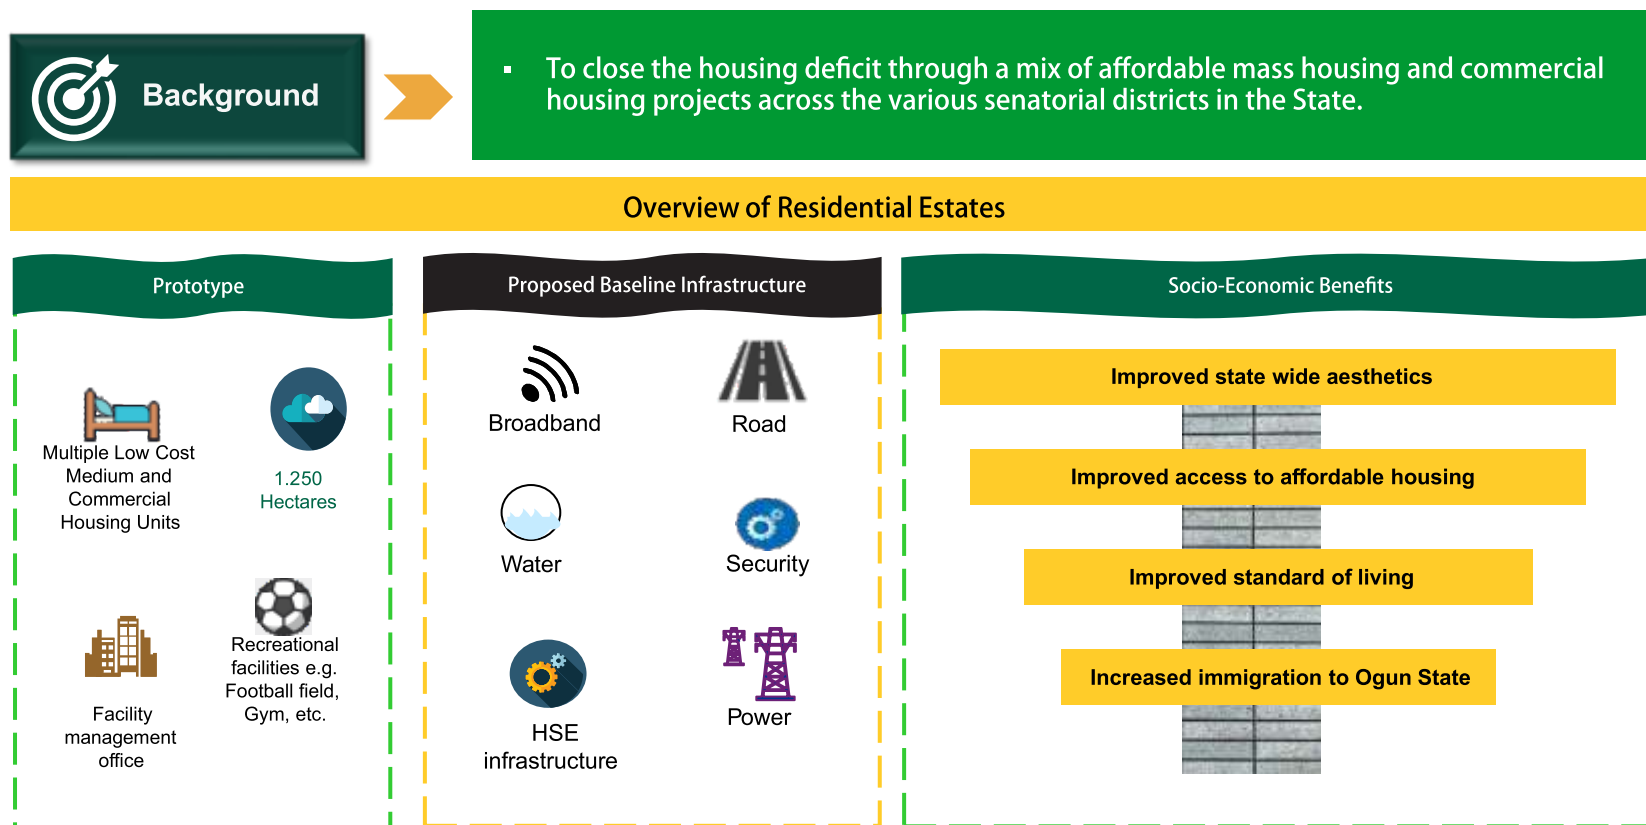 Background
▪ To close the housing deficit through a mix of affordable mass housing and commercial
housing projects across the various senatorial districts in the State.
Overview of Residential Estates
Prototype
Multiple Low Cost
Medium and
Commercial
Housing Units
1.250
Hectares
Facility
management
office
Recreational
facilities e.g.
Football field,
Gym, etc.
Proposed Baseline Infrastructure
Broadband
Road
Water
Security
HSE
infrastructure
Power
Socio-Economic Benefits
Improved state wide aesthetics
Improved access to affordable housing
Improved standard of living
Increased immigration to Ogun State